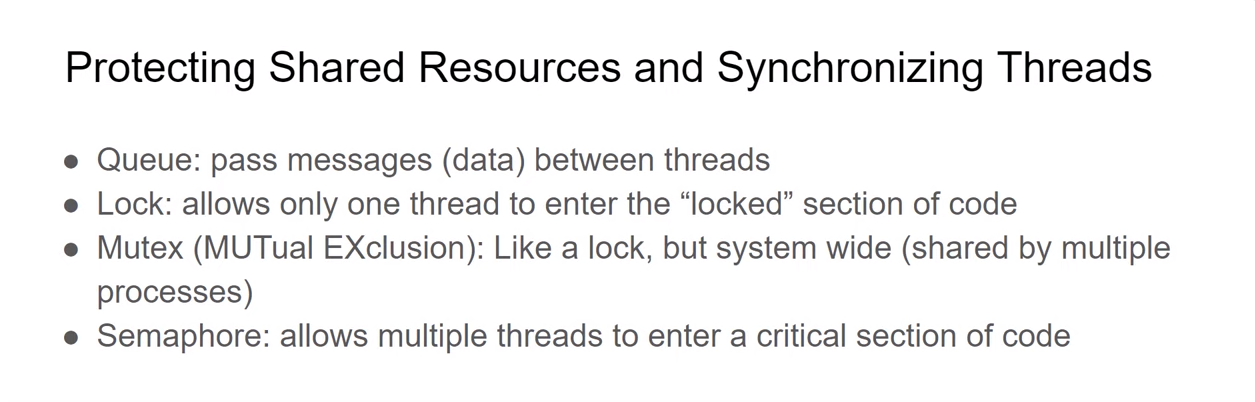 Protecting Shared Resources and Synchronizing Threads
● Queue: pass messages (data) between threads
● Lock: allows only one thread to enter the “locked” section of code
● Mutex (MUTual EXclusion): Like a lock, but system wide (shared by multiple
processes)
● Semaphore: allows multiple threads to enter a critical section of code